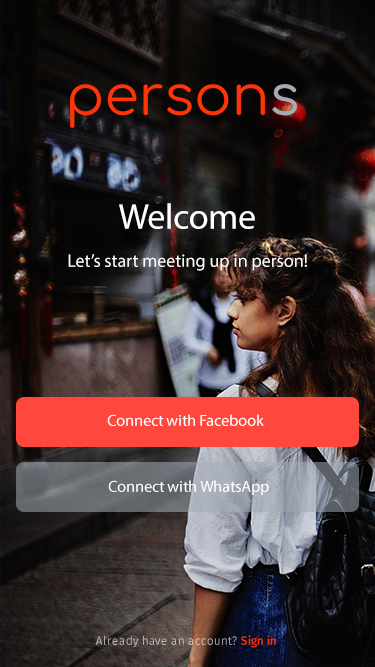 persons
Welcome
Let's start meeting up in person!
Connect with Facebook
Connect with WhatsApp
Already have an account? Sign in